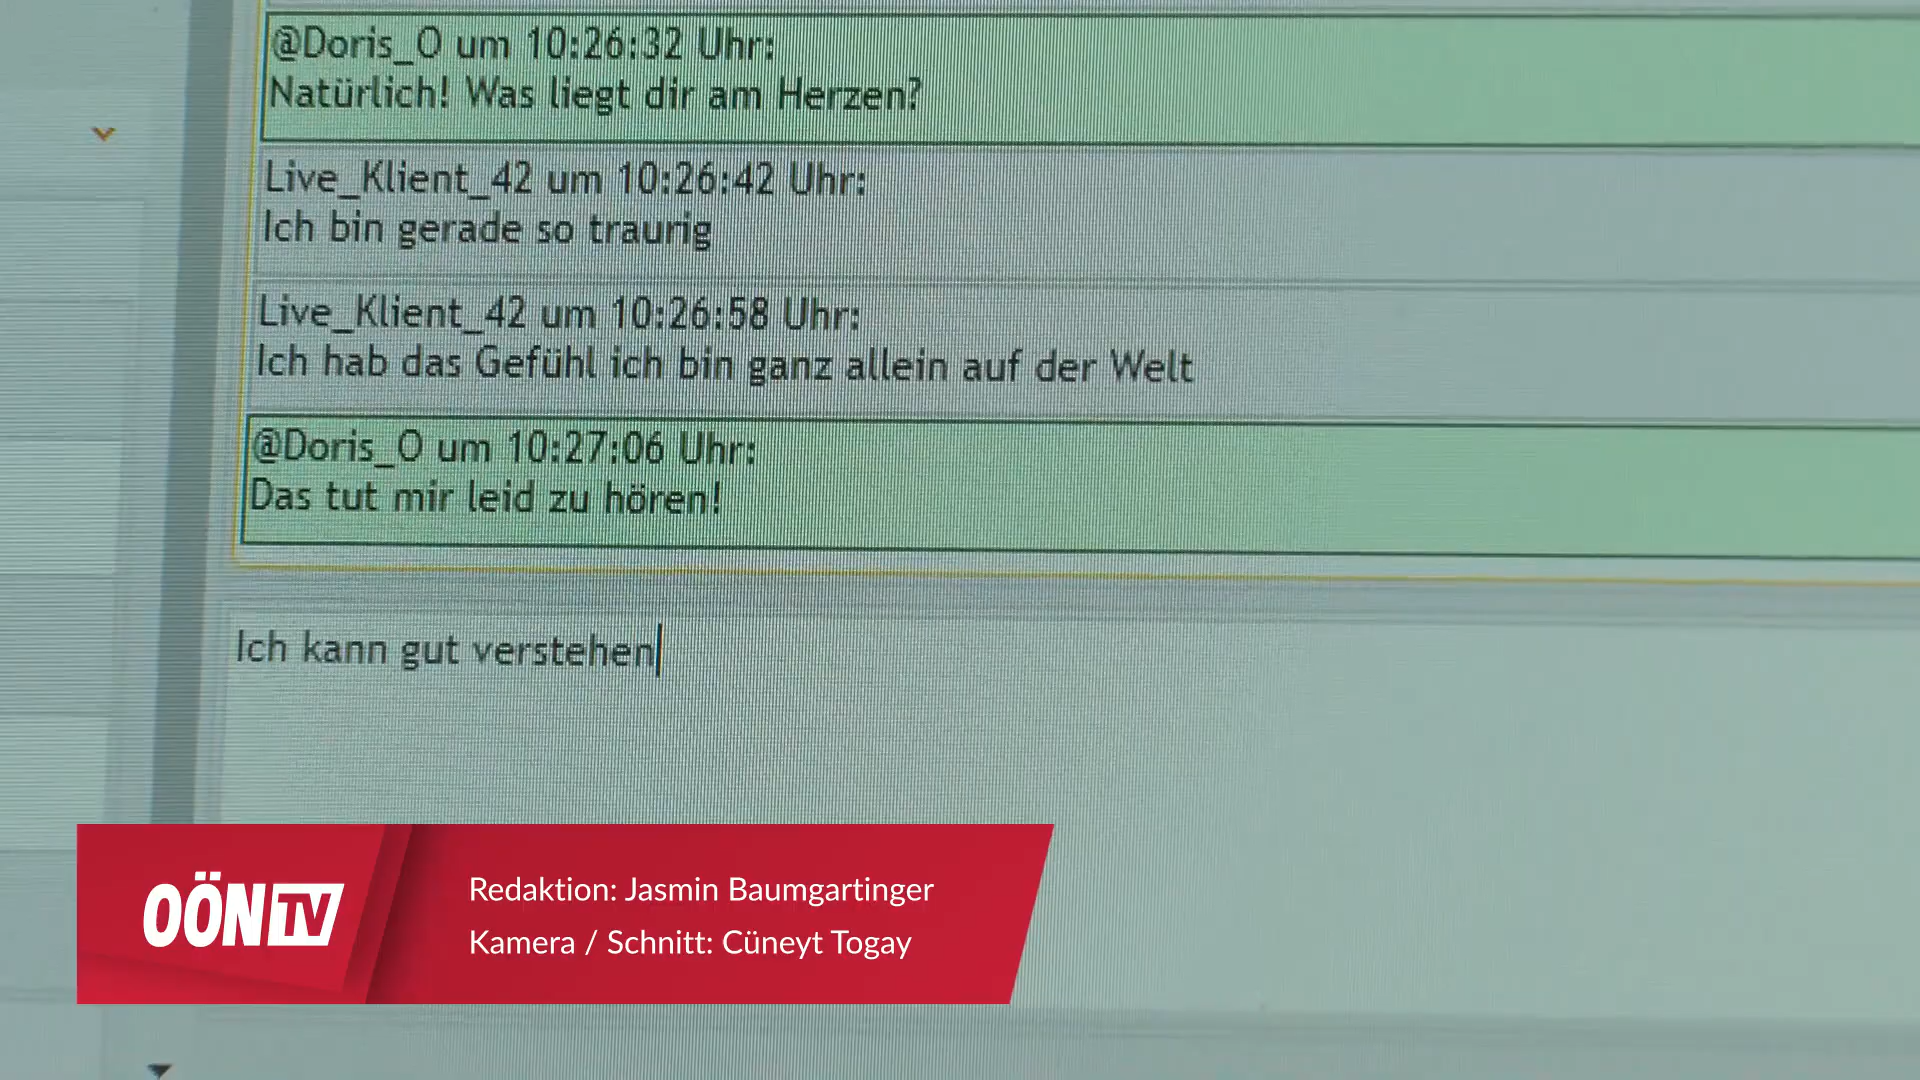 @Doris_O um 10:26:32 Uhr:
Natürlich! Was liegt dir am Herzen?
Live_Klient_42 um 10:26:42 Uhr:
Ich bin gerade so traurig
Live_Klient_42 um 10:26:58 Uhr:
Ich hab das Gefühl ich bin ganz allein auf der Welt
@Doris_O um 10:27:06 Uhr:
Das tut mir leid zu hören!
Ich kann gut verstehen
OÖN TV
Redaktion: Jasmin Baumgartinger
Kamera / Schnitt: Cüneyt Togay